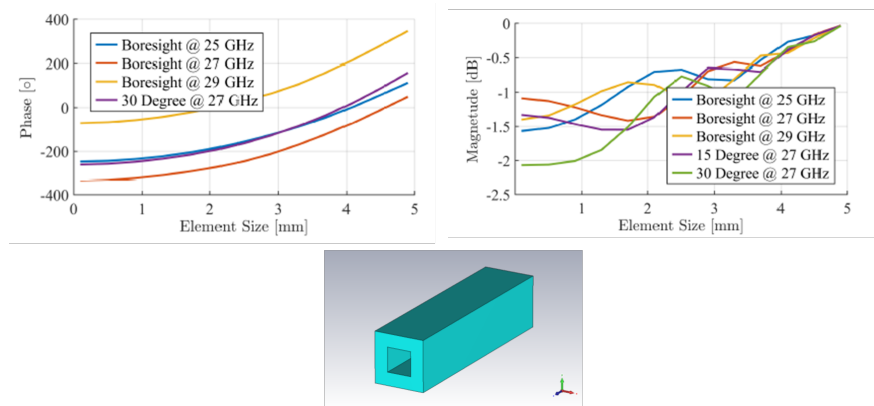 400
200
0
-200
-400
Phase [○]
Boresight @ 25 GHz
Boresight @ 27 GHz
Boresight @ 29 GHz
30 Degree @ 27 GHz
0
1
2
3
4
5
Element Size [mm]
0
-0.5
-1
-1.5
-2
-2.5
Magnetude [dB]
Boresight @ 25 GHz
Boresight @ 27 GHz
Boresight @ 29 GHz
15 Degree @ 27 GHz
30 Degree @ 27 GHz
1
2
3
4
5
Element Size [mm]